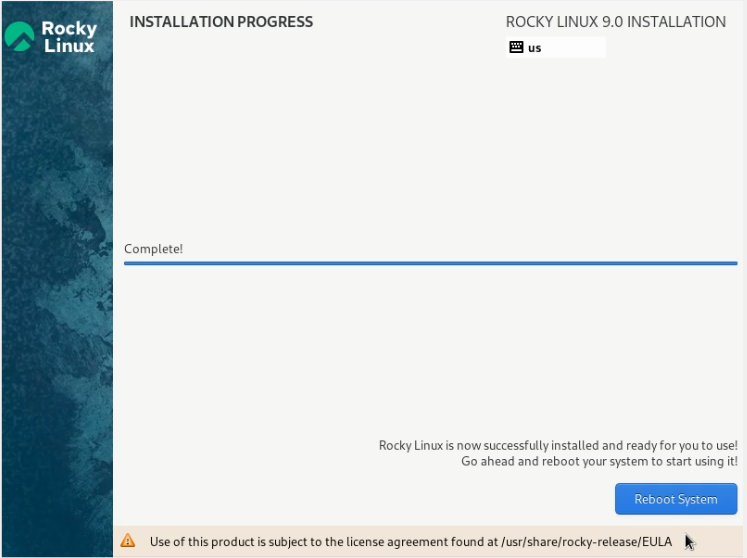 Rocky
Linux
INSTALLATION PROGRESS
ROCKY LINUX 9.0 INSTALLATION
us
Complete!
Rocky Linux is now successfully installed and ready for you to use!
Go ahead and reboot your system to start using it!
Reboot System
Use of this product is subject to the license agreement found at /usr/share/rocky-release/EULA